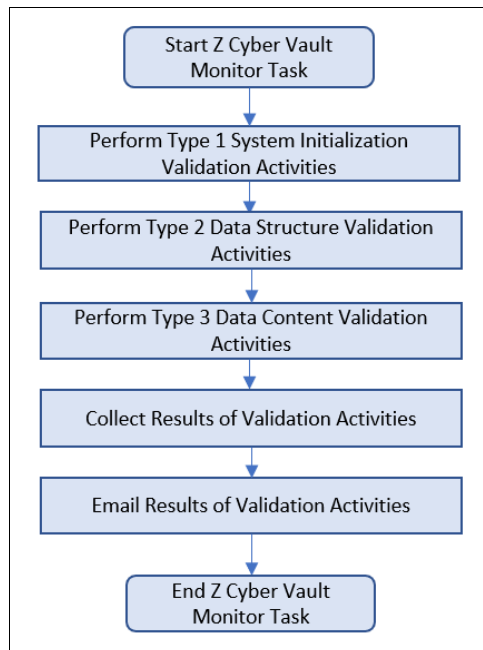 Start Z Cyber Vault
Monitor Task
Perform Type 1 System Initialization
Validation Activities
Perform Type 2 Data Structure Validation
Activities
Perform Type 3 Data Content Validation
Activities
Collect Results of Validation Activities
Email Results of Validation Activities
End Z Cyber Vault
Monitor Task